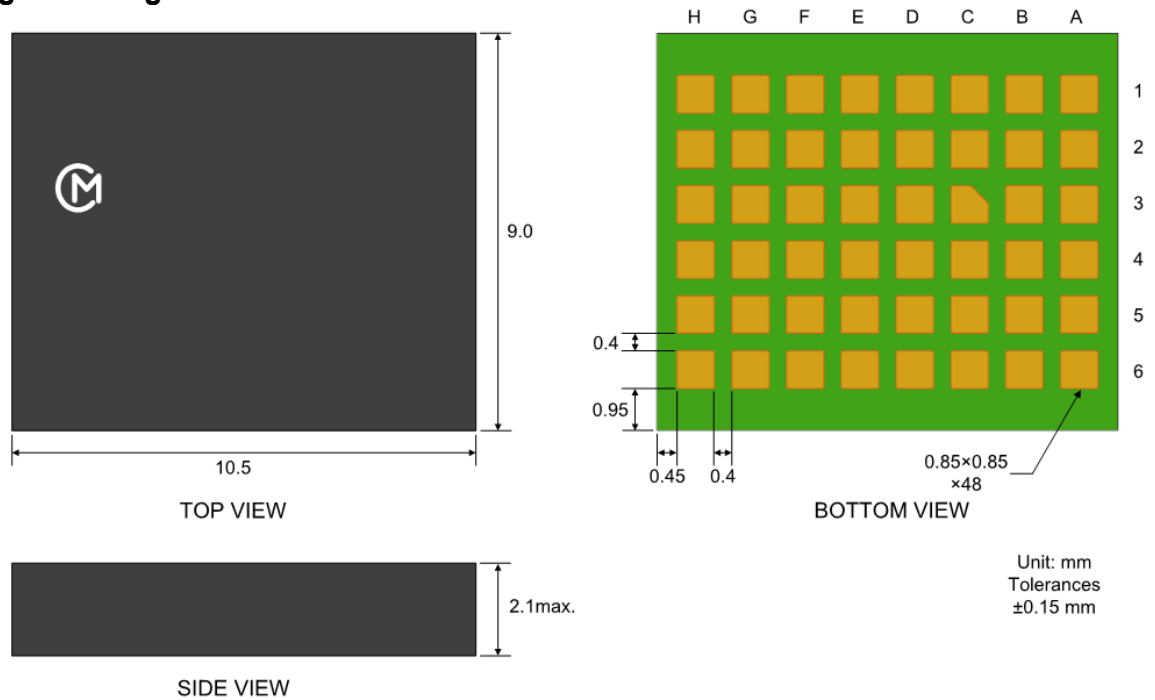 H G F E D C B A
1
2
3
4
5
6
9.0
10.5
TOP VIEW
0.4
0.95
0.45
0.4
0.85×0.85
×48
BOTTOM VIEW
2.1max.
SIDE VIEW
Unit: mm
Tolerances
±0.15 mm